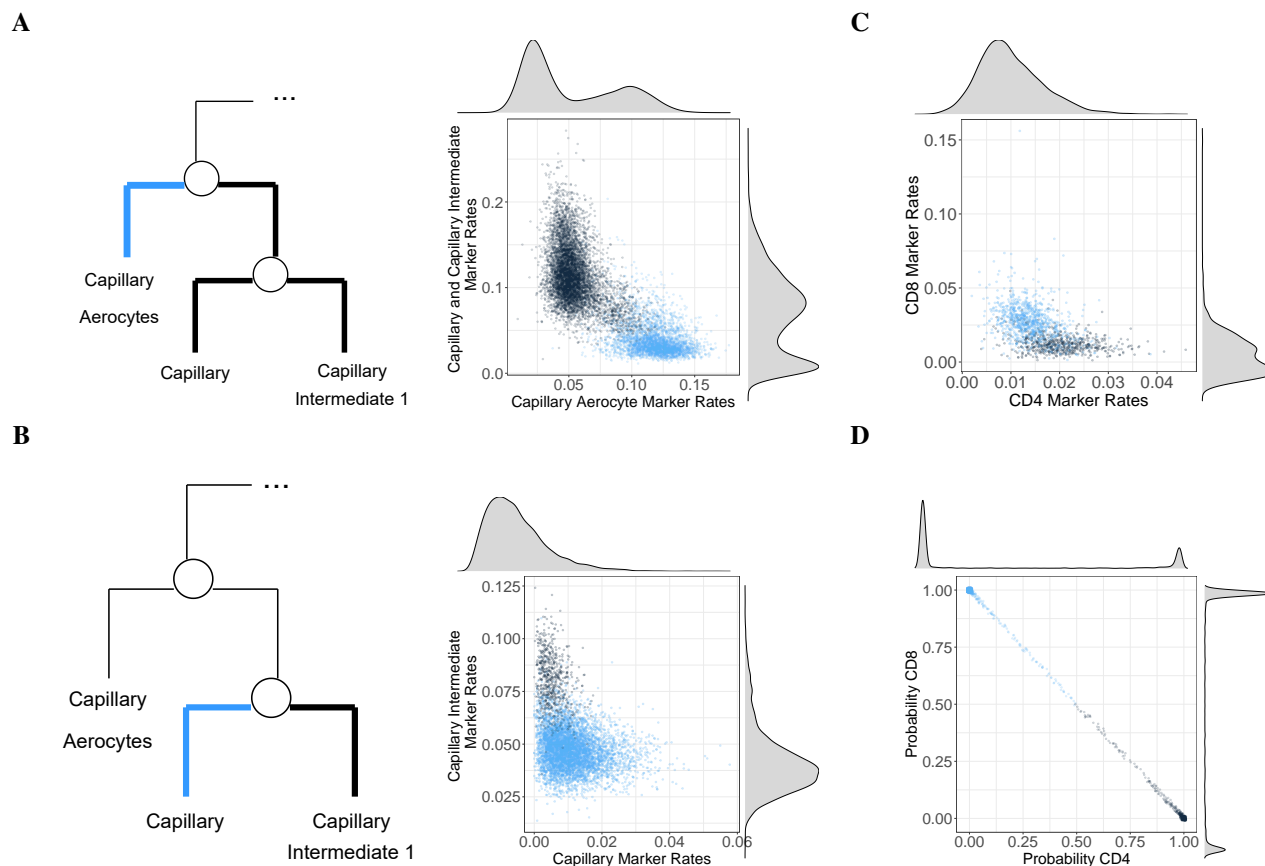 A
...
Capillary
Aerocytes
Capillary
Capillary
Intermediate 1
Capillary and Capillary Intermediate
Marker Rates
0.2
0.1
0.0
0.05
0.10
0.15
Capillary Aerocyte Marker Rates
C
CD8 Marker Rates
0.15
0.10
0.05
0.00
0.00
0.01
0.02
0.03
0.04
CD4 Marker Rates
B
...
Capillary
Aerocytes
Capillary
Capillary
Intermediate 1
Capillary Intermediate
Marker Rates
0.125
0.100
0.075
0.050
0.025
0.00
0.02
0.04
0.06
Capillary Marker Rates
D
Probability CD8
1.00
0.75
0.50
0.25
0.00
0.00
0.25
0.50
0.75
1.00
Probability CD4